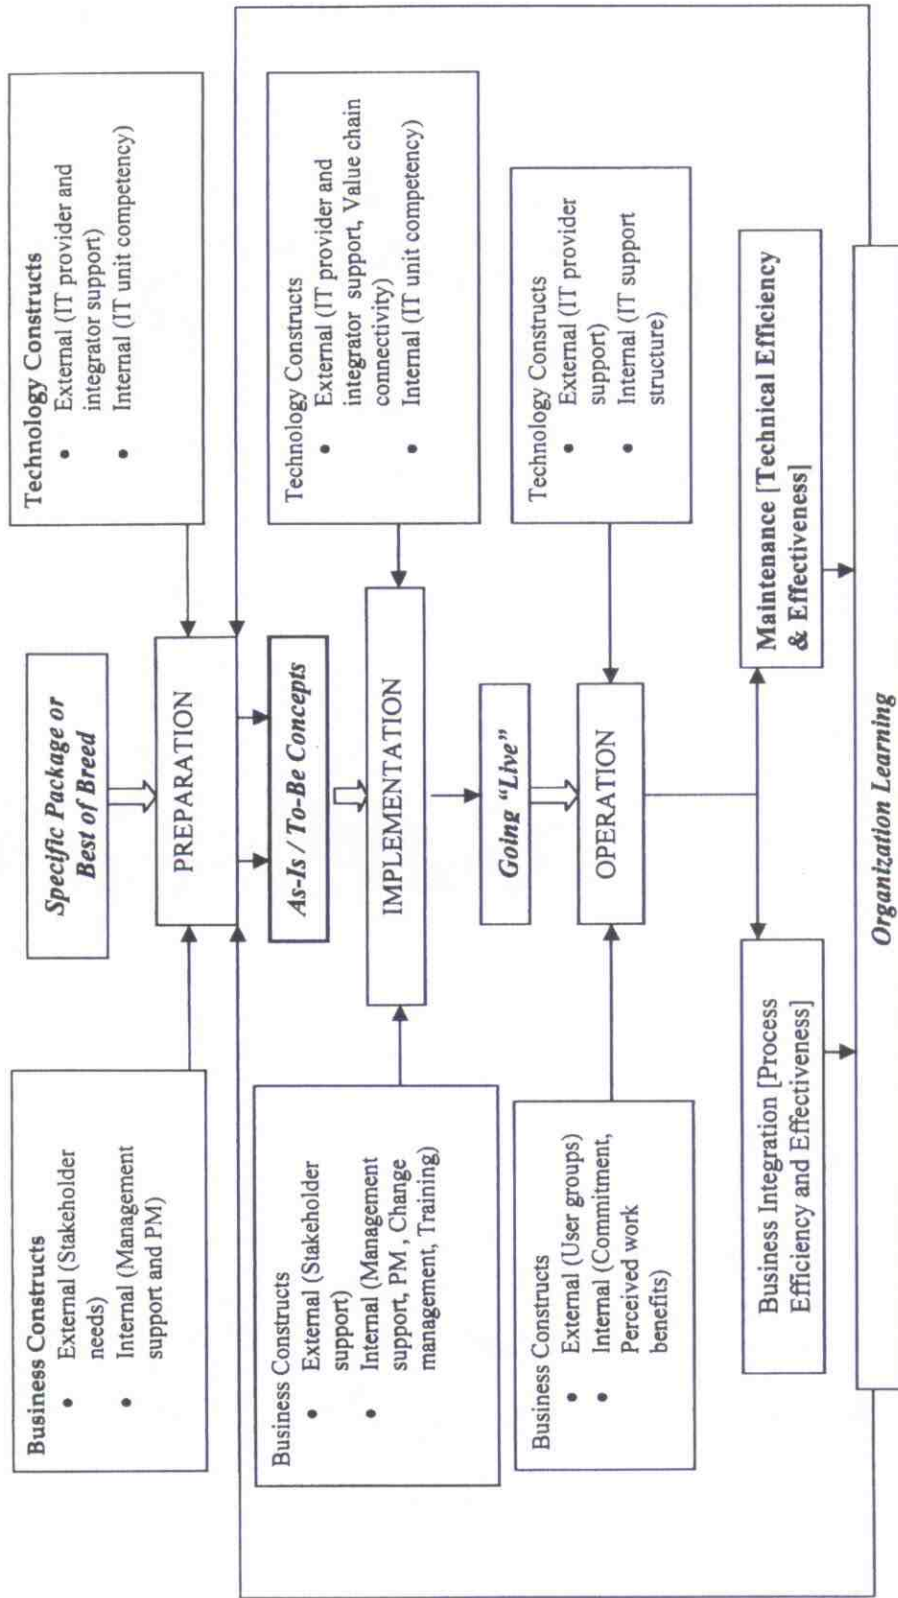 Specific Package or
Best of Breed
Business Constructs
• External (Stakeholder
needs)
• Internal (Management
support and PM)
PREPARATION
Technology Constructs
• External (IT provider and
integrator support)
• Internal (IT unit competency)
As-Is / To-Be Concepts
Business Constructs
• External (Stakeholder
support)
• Internal (Management
support, PM , Change
management, Training)
IMPLEMENTATION
Technology Constructs
• External (IT provider and
integrator support, Value chain
connectivity)
• Internal (IT unit competency)
Going "Live"
Business Constructs
• External (User groups)
• Internal (Commitment,
Perceived work
benefits)
OPERATION
Technology Constructs
• External (IT provider
support)
• Internal (IT support
structure)
Business Integration [Process
Efficiency and Effectiveness]
Maintenance [Technical Efficiency
& Effectiveness]
Organization Learning